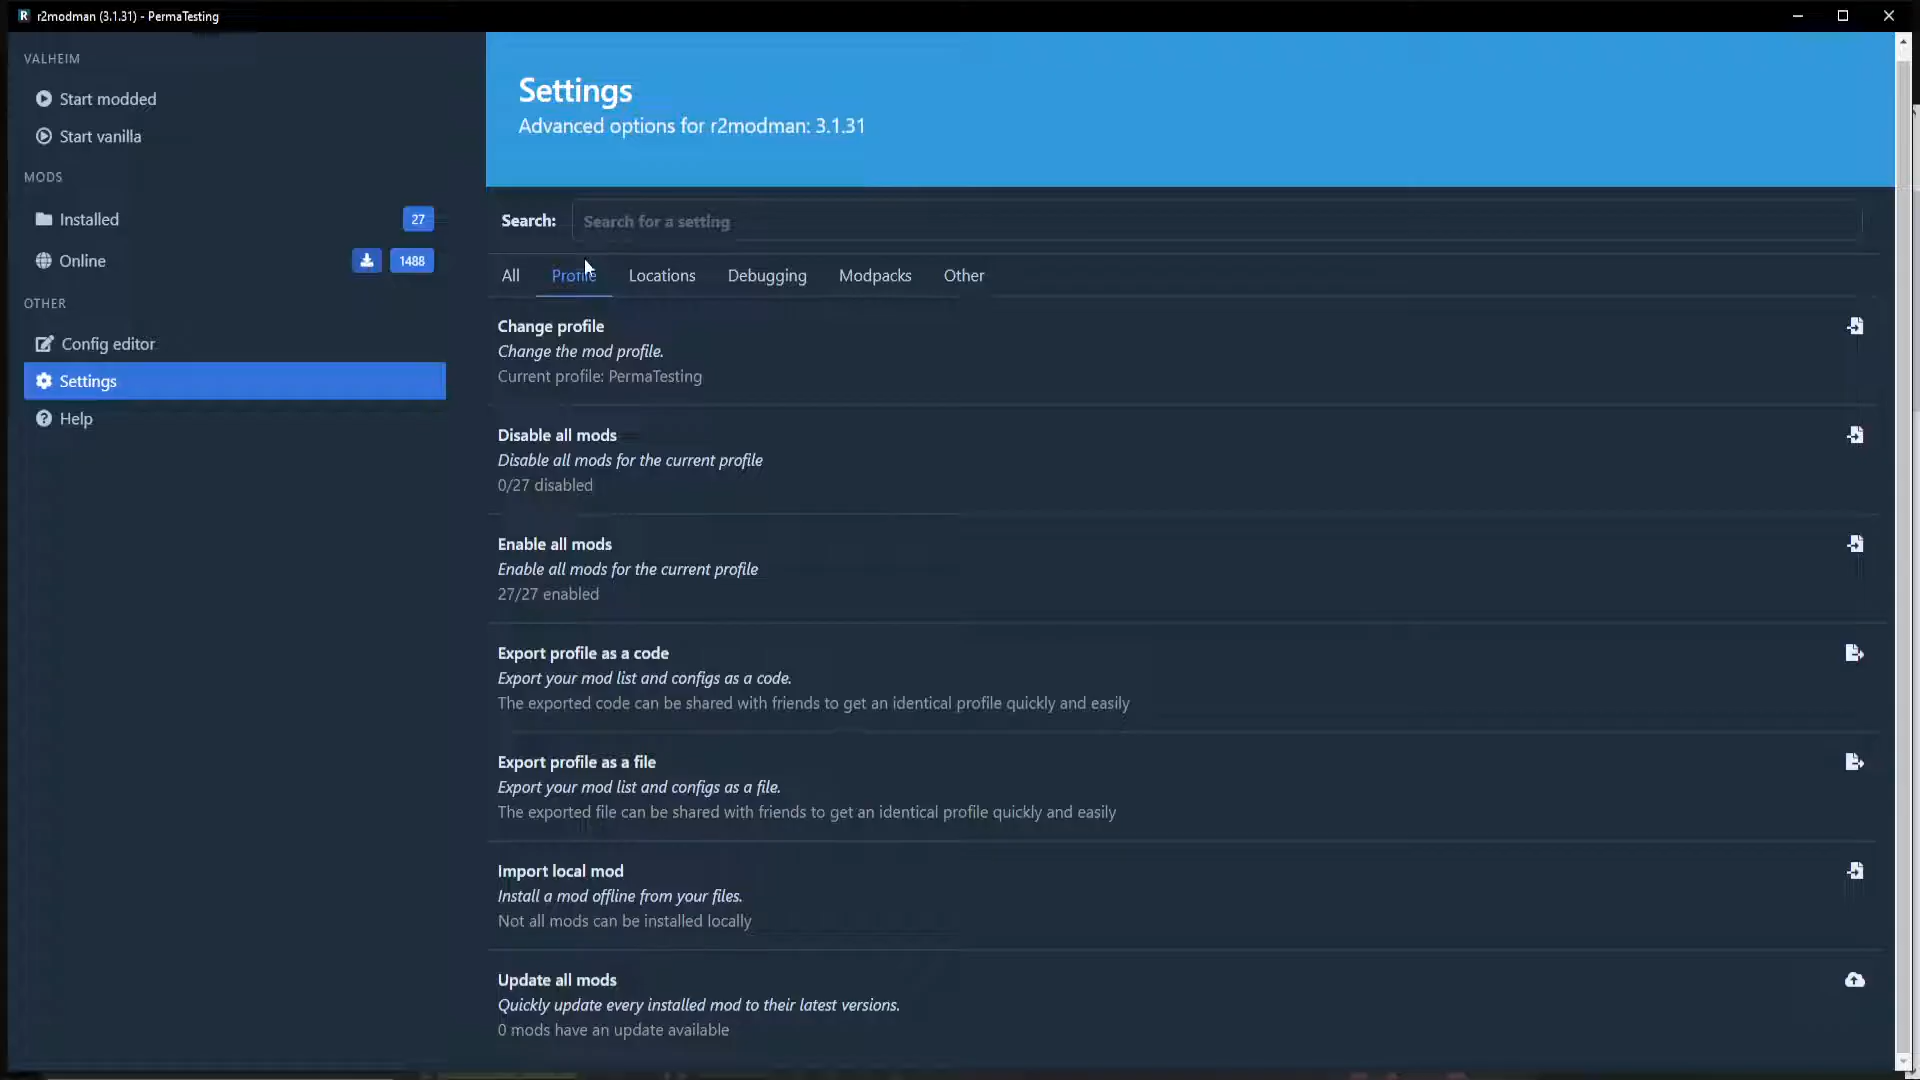 r2modman (3.1.31) - PermaTesting
VALHEIM
Start modded
Start vanilla
MODS
Installed 27
Online 1488
OTHER
Config editor
Settings
Help
Settings
Advanced options for r2modman: 3.1.31
Search: Search for a setting
All Profile Locations Debugging Modpacks Other
Change profile
Change the mod profile.
Current profile: PermaTesting
Disable all mods
Disable all mods for the current profile
0/27 disabled
Enable all mods
Enable all mods for the current profile
27/27 enabled
Export profile as a code
Export your mod list and configs as a code.
The exported code can be shared with friends to get an identical profile quickly and easily
Export profile as a file
Export your mod list and configs as a file.
The exported file can be shared with friends to get an identical profile quickly and easily
Import local mod
Install a mod offline from your files.
Not all mods can be installed locally
Update all mods
Quickly update every installed mod to their latest versions.
0 mods have an update available